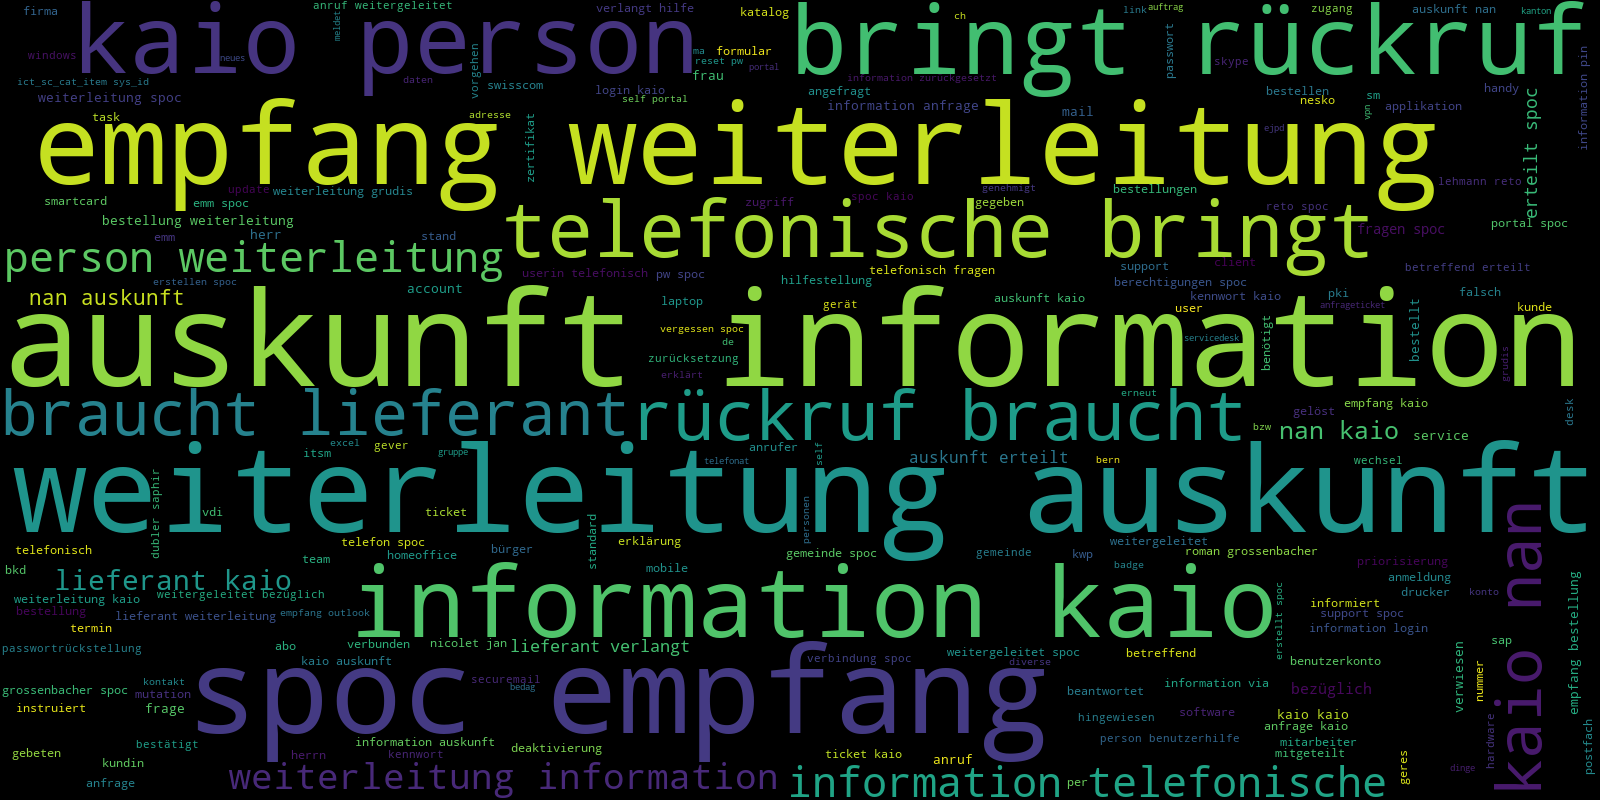 firma
anruf weitergeleitet
verlangt hilfe
katalog
ch
link
auftrag
zugang
auskunft nan
kanton
kaio person
bringt rückruf
meldet
windows
neues
vorgehen
ma
formular
reset pw
portal
passwort
skype
information pin
ict_sc_cat_item sys_id
daten
swisscom
login kaio
frau
information zurückgesetzt
angefragt
bestellen
handy
weiterleitung spoc
self portal
information anfrage
mail
nesko
sm
applikation
vpn
task
adresse
empfang weiterleitung
zertifikat
ejpd
erteilt spoc
update
weiterleitung grudis
smartcard
emm spoc
zugriff
spoc kaio
genehmigt
gegeben
bestellungen
lehmann reto
reto spoc
bestellung weiterleitung
telefonische bringt
fragen spoc
portal spoc
emm
herr
stand
person weiterleitung
erstellen spoc
userin telefonisch
pw spoc
hilfestellung
telefonisch fragen
support
client
betreffend erteilt
berechtigungen spoc
nan auskunft
account
laptop
gerät
auskunft kaio
kennwort kaio
user
pki
anfrageticket
falsch
kunde
auskunft information
vergessen spoc
de
servicedesk
benötigt
bestellt
zurücksetzung
erklärt
grudis
braucht lieferant
rückruf braucht
erneut
gelöst
empfang kaio
desk
bzw
nan kaio
service
itsm
excel
gever
gruppe
anrufer
telefonat
self
auskunft erteilt
bern
wechsel
weiterleitung auskunft
dubler saphir
vdi
ticket
standard
personen
telefonisch
telefon spoc
erklärung
weitergeleitet
team
homeoffice
bürger
gemeinde spoc
gemeinde
kwp
roman grossenbacher
bkd
mobile
badge
priorisierung
lieferant kaio
information kaio
anmeldung
drucker
konto
weiterleitung kaio
weitergeleitet bezüglich
bestellung
lieferant weiterleitung
empfang outlook
erstellt spoc
informiert
support spoc
information login
termin
kaio nan
empfang bestellung
passwortrückstellung
abo
verbunden
nicolet jan
lieferant verlangt
weitergeleitet spoc
betreffend
sap
kaio auskunft
verbindung spoc
diverse
benutzerkonto
spoc empfang
verwiesen
nummer
kontakt
grossenbacher spoc
mutation
securemail
bedag
beantwortet
information via
bezüglich
instruiert
frage
hingewiesen
software
kaio kaio
anfrage kaio
postfach
hardware
gebeten
bestätigt
information auskunft
deaktivierung
person benutzerhilfe
mitarbeiter
mitgeteilt
kundin
herrn
kennwort
ticket kaio
anruf
geres
dinge
anfrage
weiterleitung information
information telefonische
per